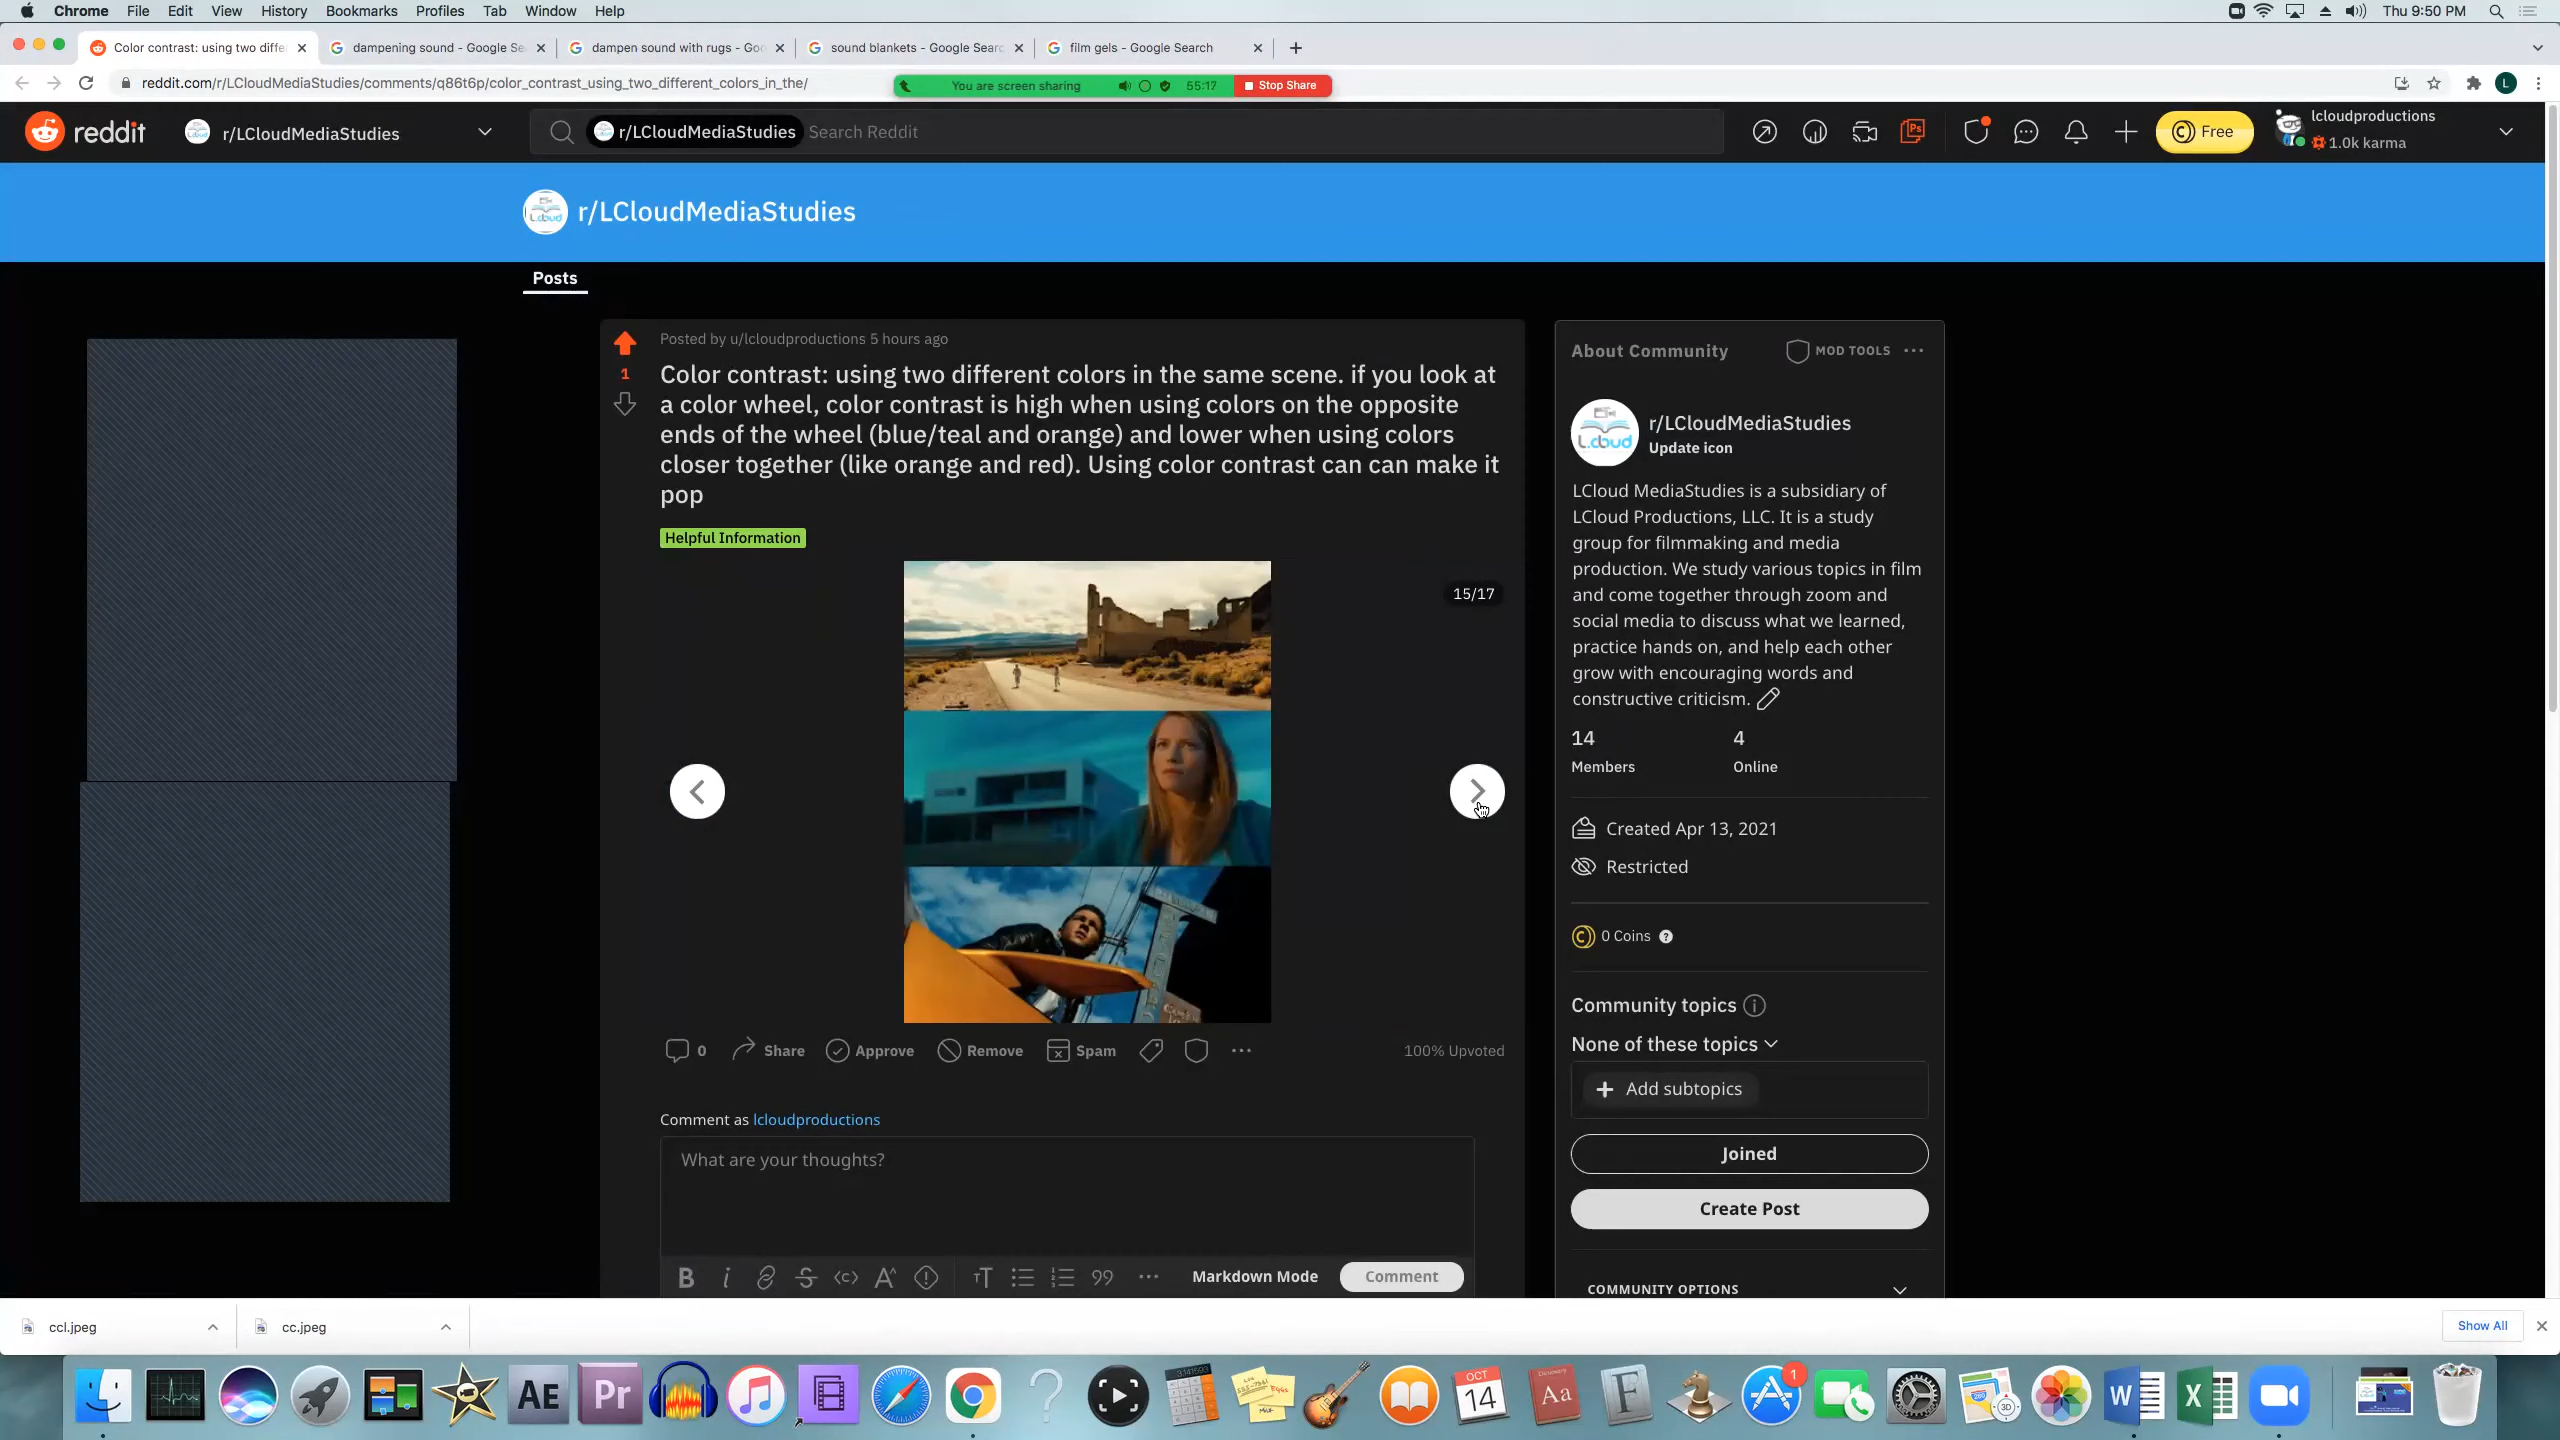 Chrome File Edit View History Bookmarks Profiles Tab Window Help
Thu 9:50 PM
Color contrast: using two diffe
dampening sound - Google Se
dampen sound with rugs - Goo
sound blankets - Google Searc
film gels - Google Search
reddit.com/r/LCloudMediaStudies/comments/q86t6p/color_contrast_using_two_different_colors_in_the/
You are screen sharing
55:17
Stop Share
reddit
r/LCloudMediaStudies
r/LCloudMediaStudies
Search Reddit
Free
lcloudproductions
1.0k karma
r/LCloudMediaStudies
Posts
Posted by u/lcloudproductions 5 hours ago
1
Color contrast: using two different colors in the same scene. if you look at
a color wheel, color contrast is high when using colors on the opposite
ends of the wheel (blue/teal and orange) and lower when using colors
closer together (like orange and red). Using color contrast can can make it
pop
Helpful Information
15/17
0
Share
Approve
Remove
Spam
100% Upvoted
Comment as lcloudproductions
What are your thoughts?
Markdown Mode
Comment
About Community
MOD TOOLS
L.cloud
r/LCloudMediaStudies
Update icon
LCloud MediaStudies is a subsidiary of
LCloud Productions, LLC. It is a study
group for filmmaking and media
production. We study various topics in film
and come together through zoom and
social media to discuss what we learned,
practice hands on, and help each other
grow with encouraging words and
constructive criticism.
14
Members
4
Online
Created Apr 13, 2021
Restricted
0 Coins
Community topics
None of these topics
Add subtopics
Joined
Create Post
COMMUNITY OPTIONS
ccl.jpeg
cc.jpeg
Show All
AE
Pr
OCT
14
Aa
F
1
W
X